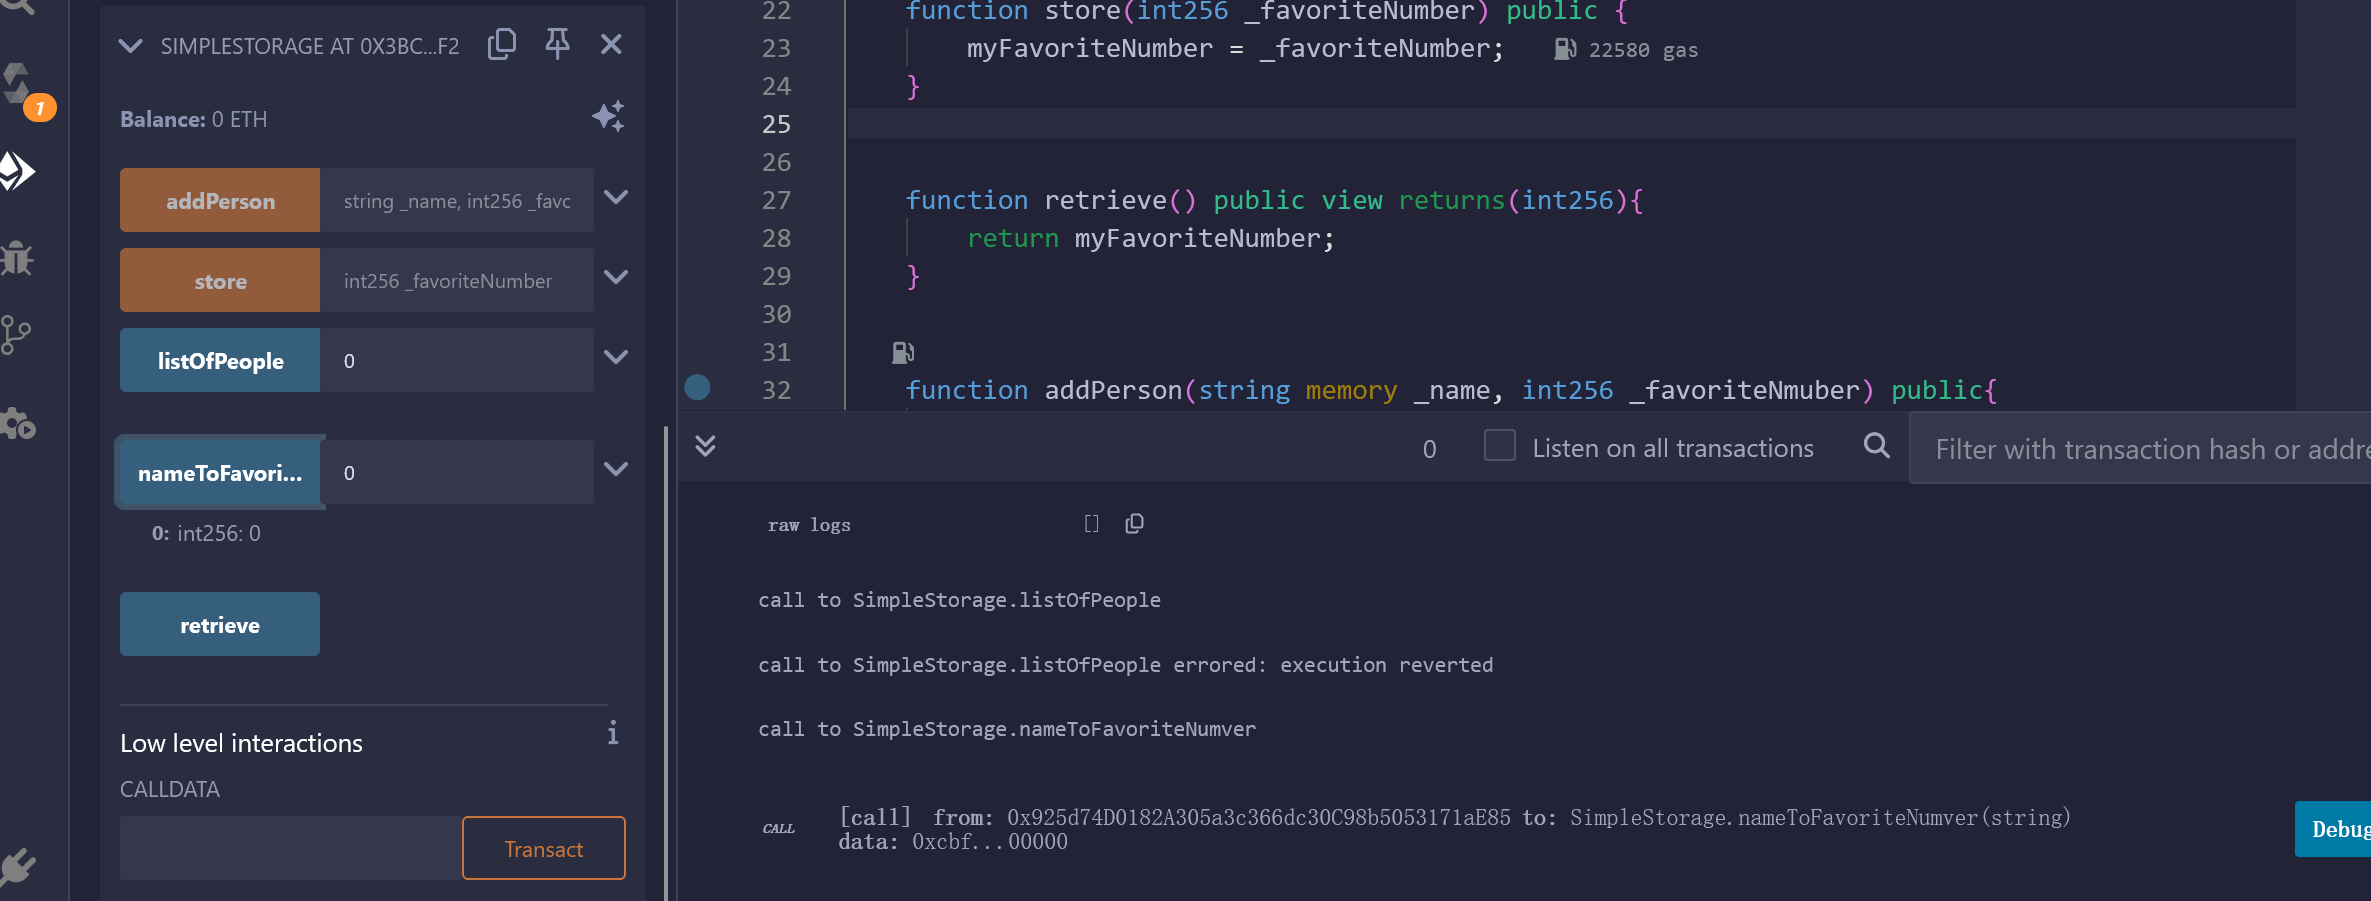 SIMPLESTORAGE AT 0X3BC...F2
1
Balance: 0 ETH
addPerson string _name, int256 _favc
store int256 _favoriteNumber
listOfPeople 0
nameToFavori... 0
0: int256: 0
retrieve
Low level interactions
i
CALLDATA
Transact
22 function store(int256 _favoriteNumber) public {
23 myFavoriteNumber = _favoriteNumber; 22580 gas
24 }
25
26
27 function retrieve() public view returns(int256){
28 return myFavoriteNumber;
29 }
30
31
32 function addPerson(string memory _name, int256 _favoriteNmuber) public{
0 Listen on all transactions Filter with transaction hash or addre
raw logs []
call to SimpleStorage.listOfPeople
call to SimpleStorage.listOfPeople errored: execution reverted
call to SimpleStorage.nameToFavoriteNumver
CALL [call] from: 0x925d74D0182A305a3c366dc30C98b5053171aE85 to: SimpleStorage.nameToFavoriteNumver(string)
data: 0xcbf...00000
Debug